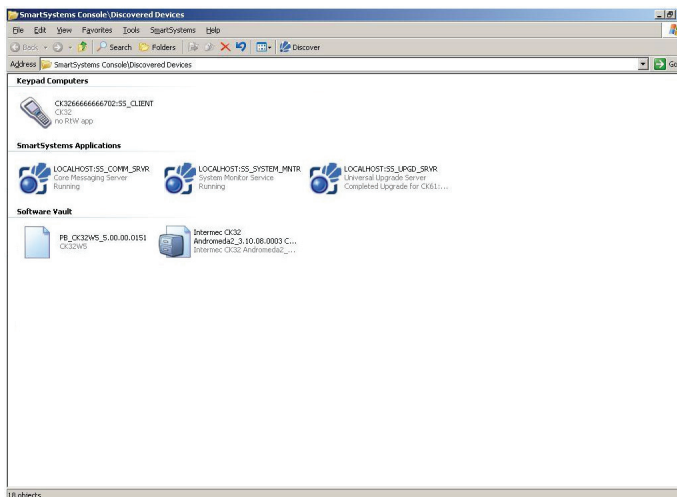 SmartSystems Console\Discovered Devices
File Edit View Favorites Tools SmartSystems Help
Back Search Folders Discover
Address SmartSystems Console\Discovered Devices Go
Keypad Computers
CK3266666666702:SS_CLIENT
CK32
no RtW app
SmartSystems Applications
LOCALHOST:SS_COMM_SRVR
Core Messaging Server
Running
LOCALHOST:SS_SYSTEM_MNTR
System Monitor Service
Running
LOCALHOST:SS_UPGD_SRVR
Universal Upgrade Server
Completed Upgrade for CK61:...
Software Vault
PB_CK32WS_5.00.00.0151
CK32WS
Intermec CK32
Andromeda2_3.10.08.0003 C...
Intermec CK32 Andromeda2_...
18 objects